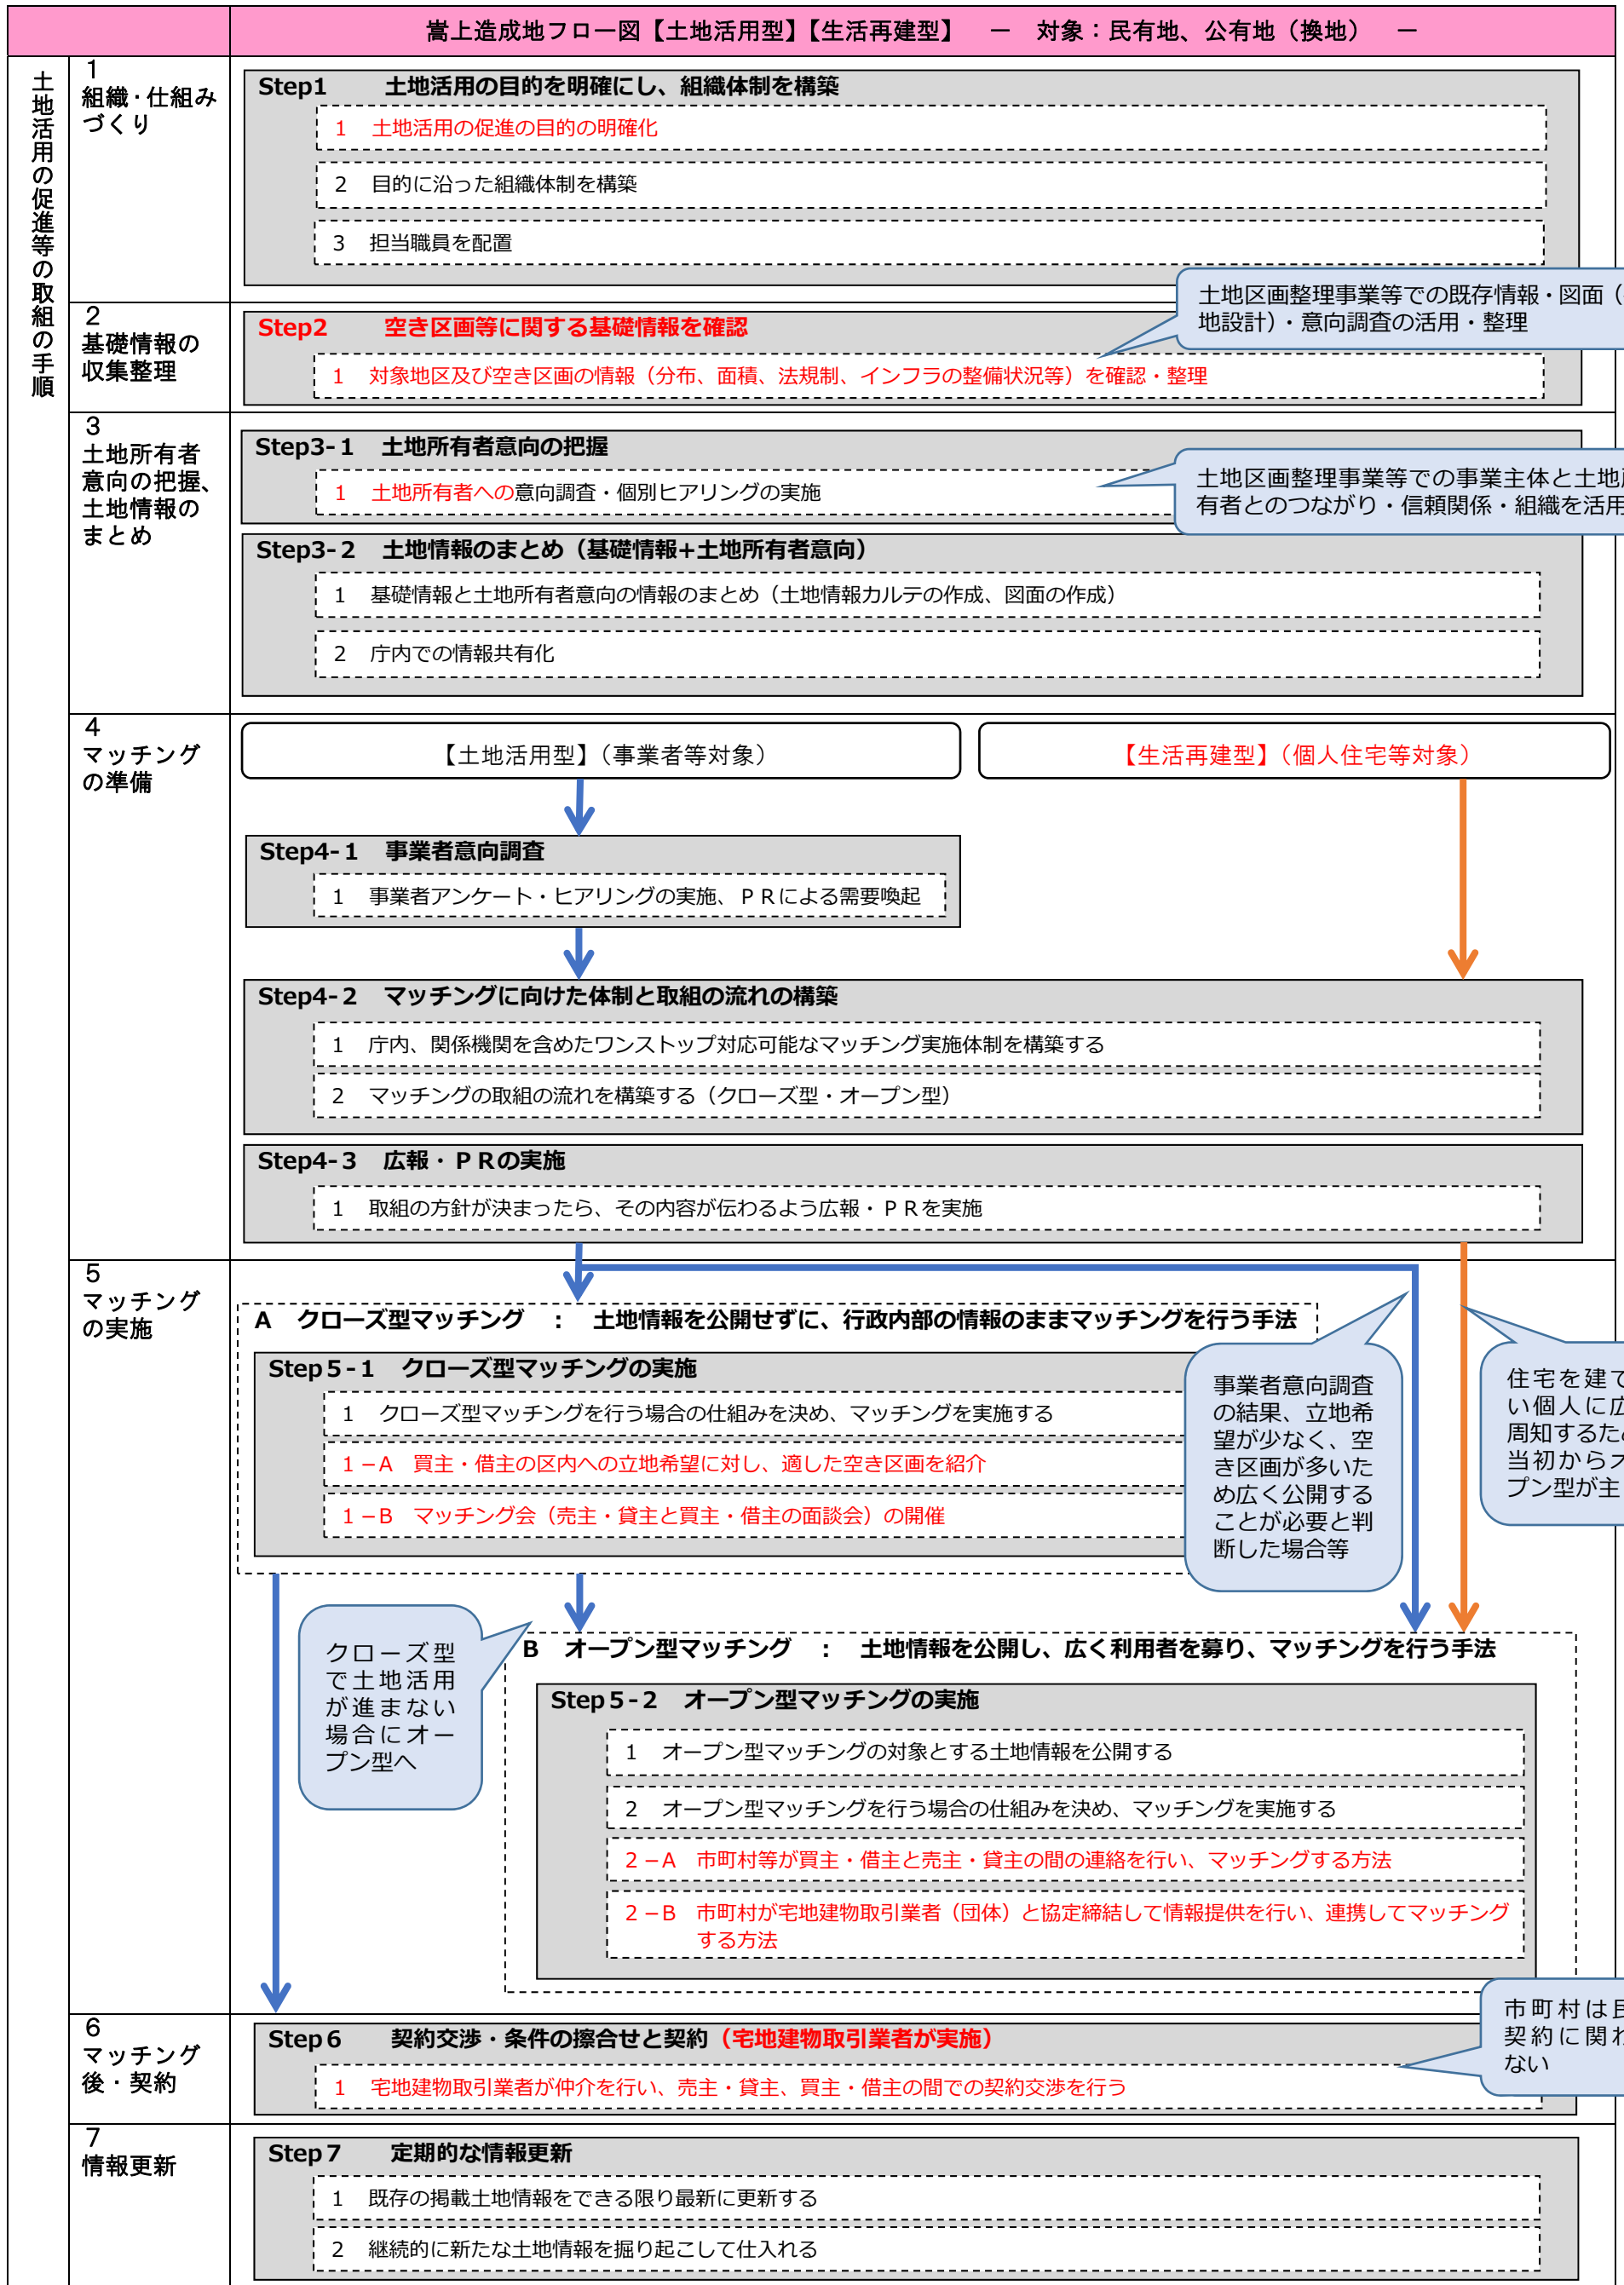 嵩上造成地フロー図【土地活用型】【生活再建型】 － 対象：民有地、公有地（換地） －
土地活用の促進等の取組の手順
1
組織・仕組み
づくり
Step1 土地活用の目的を明確にし、組織体制を構築
1 土地活用の促進の目的の明確化
2 目的に沿った組織体制を構築
3 担当職員を配置
土地区画整理事業等での既存情報・図面（
地設計）・意向調査の活用・整理
2
基礎情報の
収集整理
Step2 空き区画等に関する基礎情報を確認
1 対象地区及び空き区画の情報（分布、面積、法規制、インフラの整備状況等）を確認・整理
3
土地所有者
意向の把握、
土地情報の
まとめ
Step3-1 土地所有者意向の把握
1 土地所有者への意向調査・個別ヒアリングの実施
土地区画整理事業等での事業主体と土地
有者とのつながり・信頼関係・組織を活用
Step3-2 土地情報のまとめ（基礎情報+土地所有者意向）
1 基礎情報と土地所有者意向の情報のまとめ（土地情報カルテの作成、図面の作成）
2 庁内での情報共有化
4
マッチング
の準備
【土地活用型】（事業者等対象）
【生活再建型】（個人住宅等対象）
Step4-1 事業者意向調査
1 事業者アンケート・ヒアリングの実施、ＰＲによる需要喚起
Step4-2 マッチングに向けた体制と取組の流れの構築
1 庁内、関係機関を含めたワンストップ対応可能なマッチング実施体制を構築する
2 マッチングの取組の流れを構築する（クローズ型・オープン型）
Step4-3 広報・ＰＲの実施
1 取組の方針が決まったら、その内容が伝わるよう広報・ＰＲを実施
5
マッチング
の実施
A クローズ型マッチング ： 土地情報を公開せずに、行政内部の情報のままマッチングを行う手法
Step５-１ クローズ型マッチングの実施
1 クローズ型マッチングを行う場合の仕組みを決め、マッチングを実施する
１－A 買主・借主の区内への立地希望に対し、適した空き区画を紹介
１－B マッチング会（売主・貸主と買主・借主の面談会）の開催
事業者意向調査
の結果、立地希
望が少なく、空
き区画が多いた
め広く公開する
ことが必要と判
断した場合等
住宅を建て
い個人に広
周知するため
当初からオ
プン型が主
クローズ型
で土地活用
が進まない
場合にオー
プン型へ
B オープン型マッチング ： 土地情報を公開し、広く利用者を募り、マッチングを行う手法
Step５-２ オープン型マッチングの実施
1 オープン型マッチングの対象とする土地情報を公開する
2 オープン型マッチングを行う場合の仕組みを決め、マッチングを実施する
２－A 市町村等が買主・借主と売主・貸主の間の連絡を行い、マッチングする方法
２－B 市町村が宅地建物取引業者（団体）と協定締結して情報提供を行い、連携してマッチング
する方法
6
マッチング
後・契約
Step６ 契約交渉・条件の擦合せと契約（宅地建物取引業者が実施）
1 宅地建物取引業者が仲介を行い、売主・貸主、買主・借主の間での契約交渉を行う
市町村は
契約に関わ
ない
7
情報更新
Step７ 定期的な情報更新
1 既存の掲載土地情報をできる限り最新に更新する
2 継続的に新たな土地情報を掘り起こして仕入れる